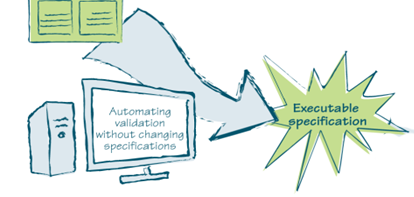 Automating
validation
without changing
specifications
Executable
specification